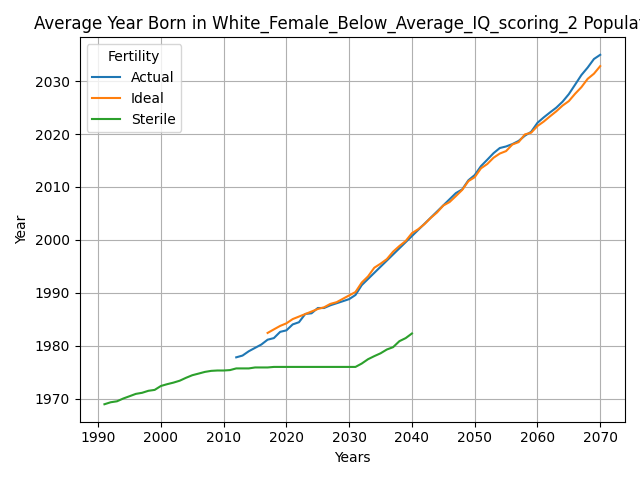 Average Year Born in White_Female_Below_Average_IQ_scoring_2 Populat
Fertility
Actual
Ideal
Sterile
2030
2020
2010
2000
1990
1980
1970
Year
1990 2000 2010 2020 2030 2040 2050 2060 2070
Years